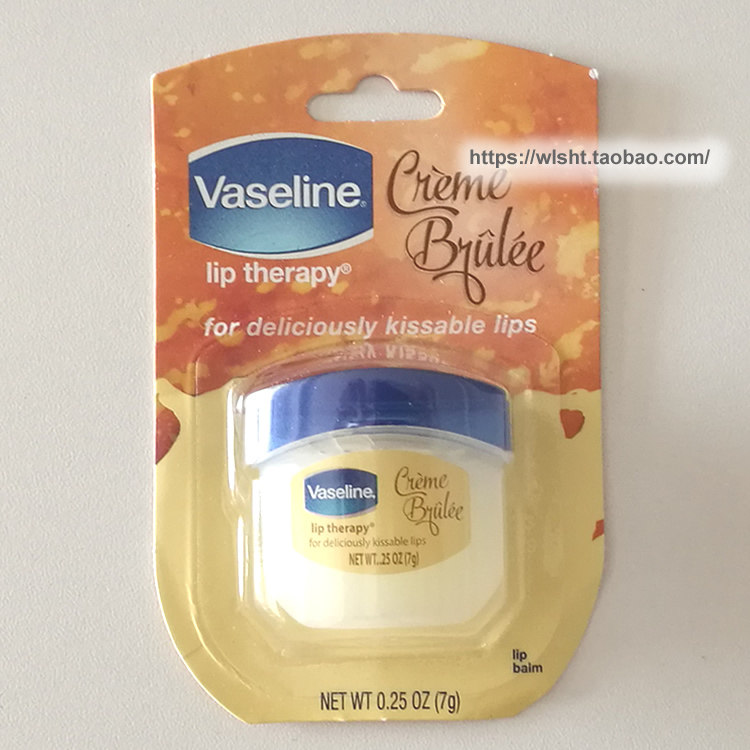 https://wlsht.taobao.com/
Vaseline®
Crème
Brûlée
lip therapy®
for deliciously kissable lips
Vaseline®
Crème
Brûlée
lip therapy®
for deliciously kissable lips
NET WT. .25 OZ (7g)
lip
balm
NET WT 0.25 OZ (7g)